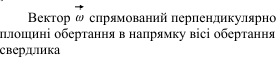 Вектор ω⃗ спрямований перпендикулярно
площині обертання в напрямку вісі обертання
свердлика